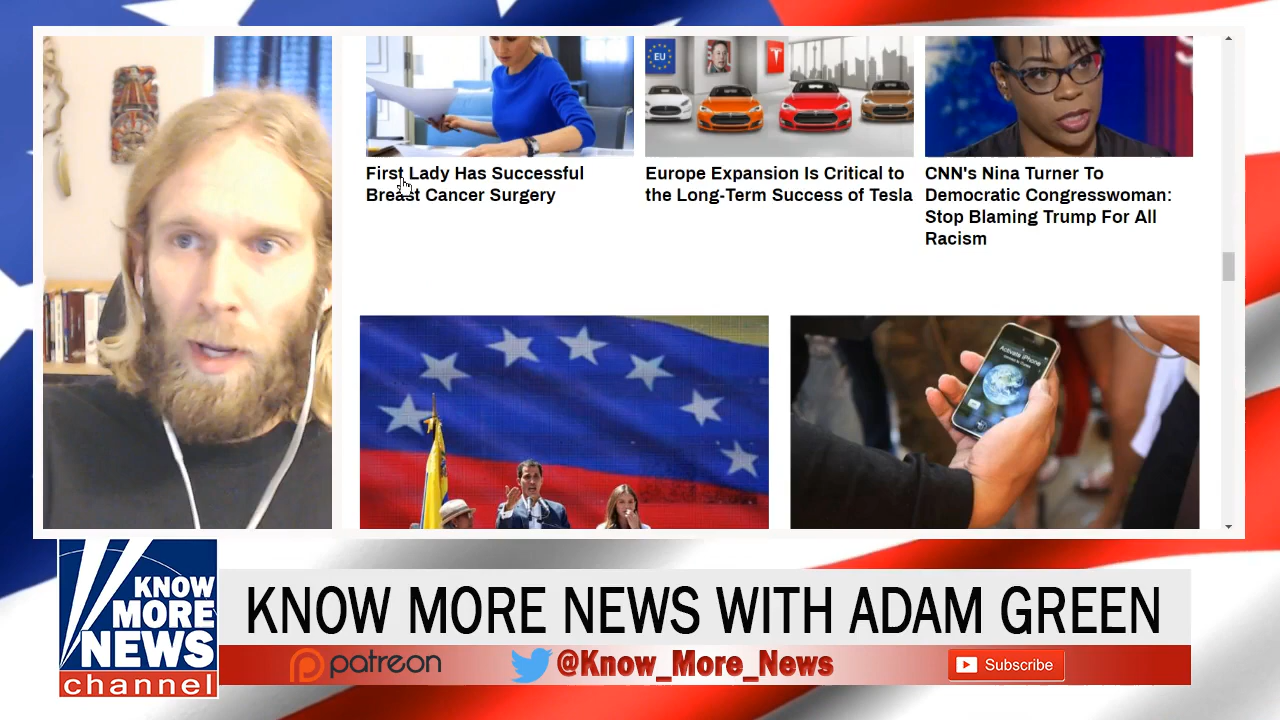 EU
First Lady Has Successful
Breast Cancer Surgery
Europe Expansion Is Critical to
the Long-Term Success of Tesla
CNN's Nina Turner To
Democratic Congresswoman:
Stop Blaming Trump For All
Racism
Activate iPhone
KNOW
MORE
NEWS
channel
KNOW MORE NEWS WITH ADAM GREEN
patreon
@Know_More_News
Subscribe